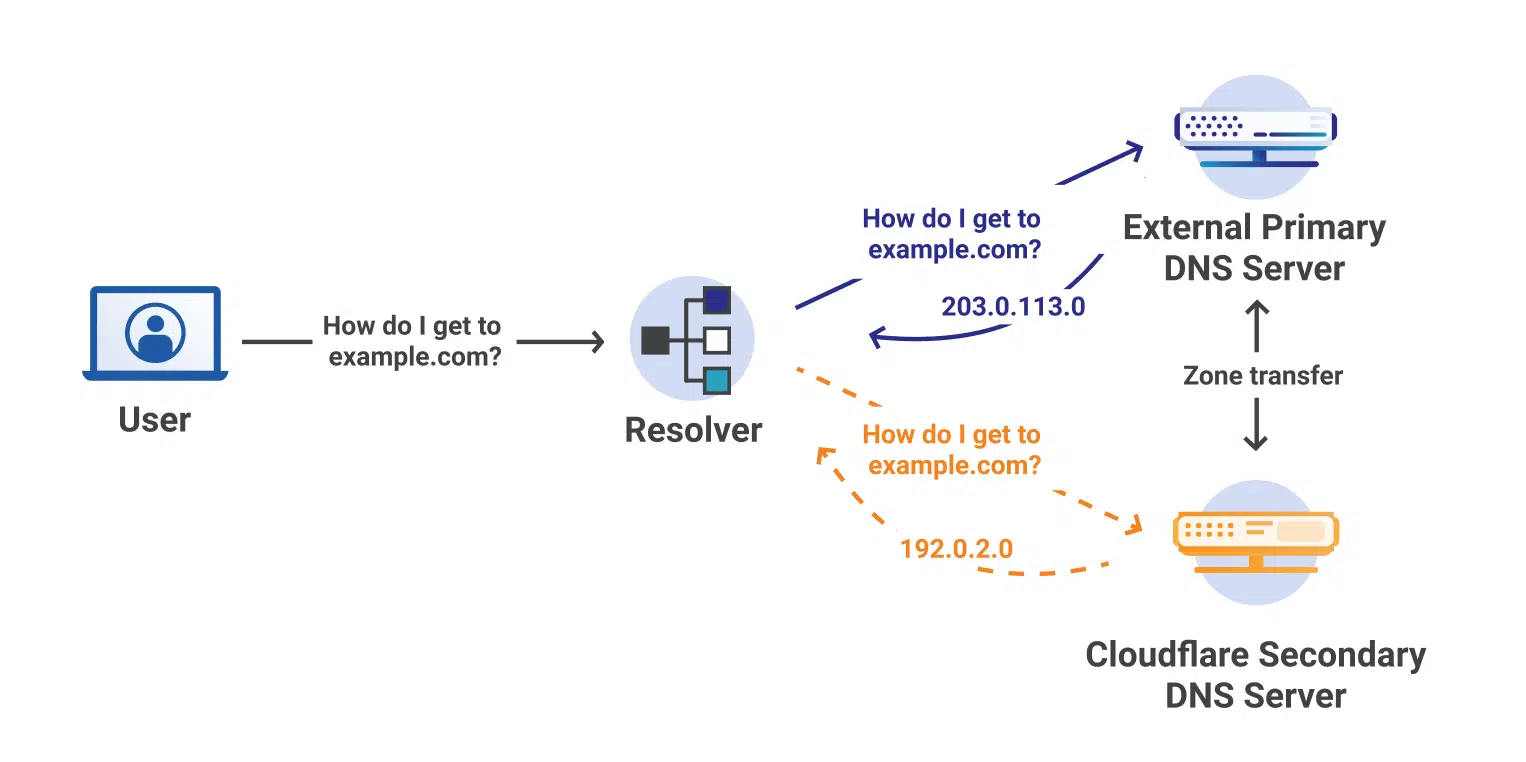 How do I get to
example.com?
User
Resolver
How do I get to
example.com?
203.0.113.0
How do I get to
example.com?
192.0.2.0
External Primary
DNS Server
Zone transfer
Cloudflare Secondary
DNS Server